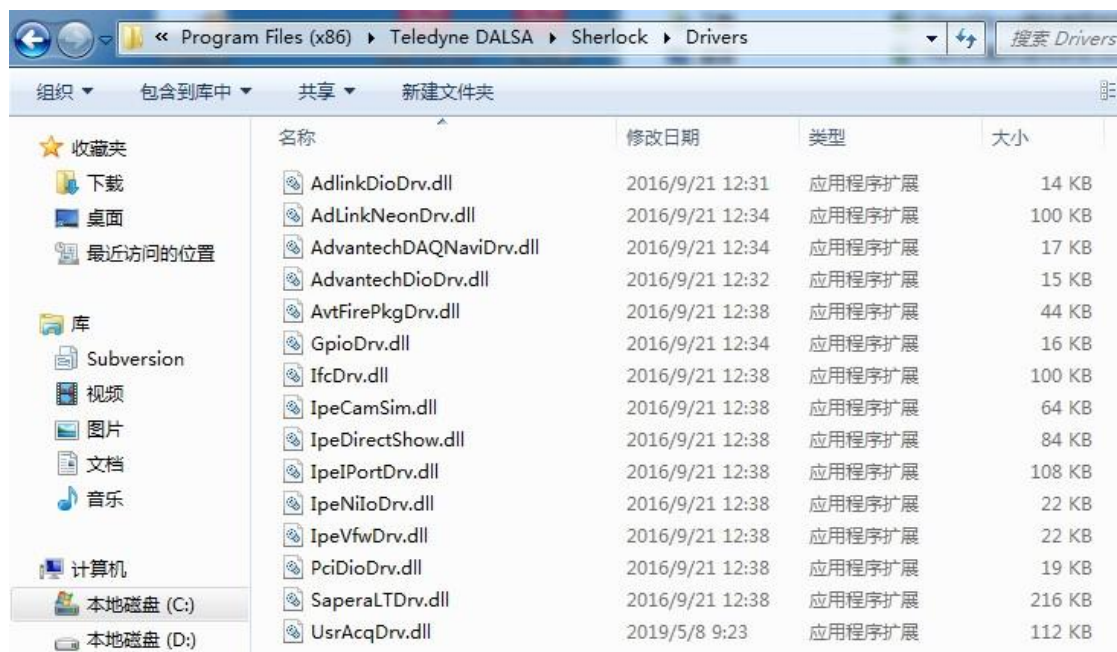 « Program Files (x86) ▸ Teledyne DALSA ▸ Sherlock ▸ Drivers
搜索 Drivers
组织 包含到库中 共享 新建文件夹
收藏夹
下载
桌面
最近访问的位置
库
Subversion
视频
图片
文档
音乐
计算机
本地磁盘 (C:)
本地磁盘 (D:)
名称 修改日期 类型 大小
AdlinkDioDrv.dll 2016/9/21 12:31 应用程序扩展 14 KB
AdLinkNeonDrv.dll 2016/9/21 12:34 应用程序扩展 100 KB
AdvantechDAQNaviDrv.dll 2016/9/21 12:34 应用程序扩展 17 KB
AdvantechDioDrv.dll 2016/9/21 12:32 应用程序扩展 15 KB
AvtFirePkgDrv.dll 2016/9/21 12:38 应用程序扩展 44 KB
GpioDrv.dll 2016/9/21 12:34 应用程序扩展 16 KB
IfcDrv.dll 2016/9/21 12:38 应用程序扩展 100 KB
IpeCamSim.dll 2016/9/21 12:38 应用程序扩展 64 KB
IpeDirectShow.dll 2016/9/21 12:38 应用程序扩展 84 KB
IpeIPortDrv.dll 2016/9/21 12:38 应用程序扩展 108 KB
IpeNiIoDrv.dll 2016/9/21 12:38 应用程序扩展 22 KB
IpeVfwDrv.dll 2016/9/21 12:38 应用程序扩展 22 KB
PciDioDrv.dll 2016/9/21 12:38 应用程序扩展 19 KB
SaperaLTDrv.dll 2016/9/21 12:38 应用程序扩展 216 KB
UsrAcqDrv.dll 2019/5/8 9:23 应用程序扩展 112 KB